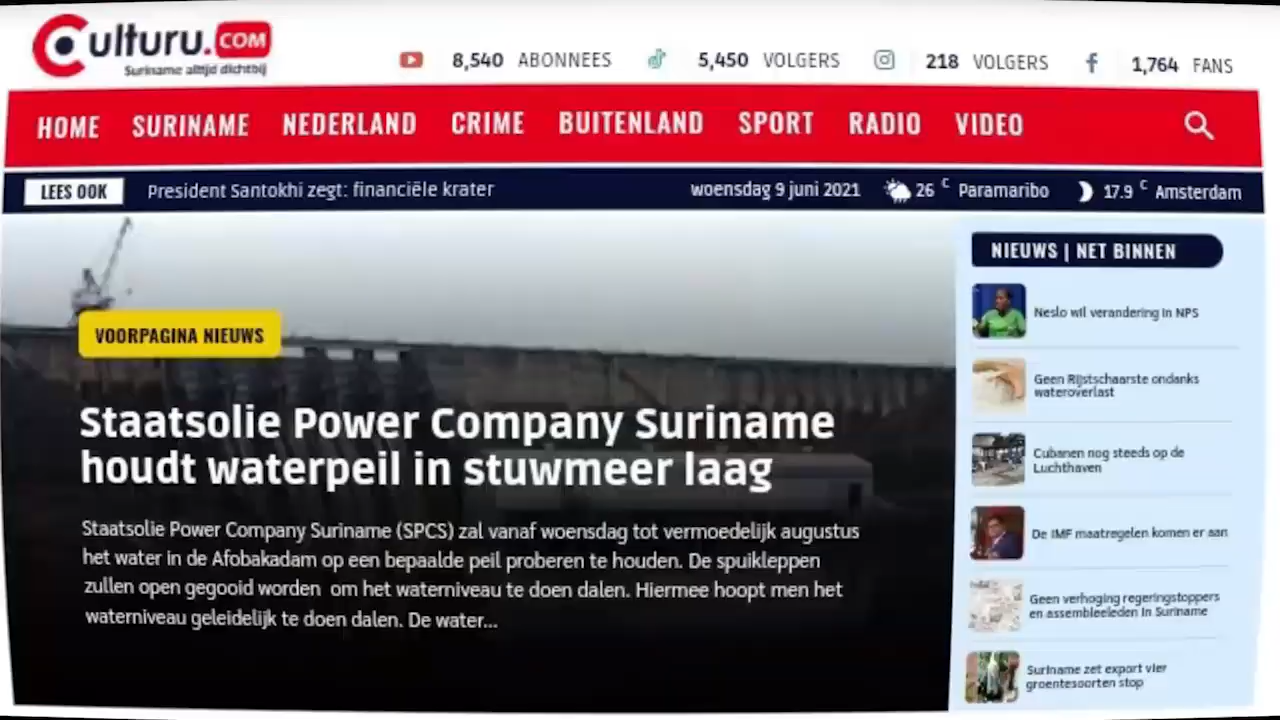 Culturu.COM
Suriname altijd dichtbij
8,540 ABONNEES 5,450 VOLGERS 218 VOLGERS 1,764 FANS
HOME SURINAME NEDERLAND CRIME BUITENLAND SPORT RADIO VIDEO
LEES OOK President Santokhi zegt: financiële krater woensdag 9 juni 2021 26 C Paramaribo 17.9 C Amsterdam
VOORPAGINA NIEUWS
Staatsolie Power Company Suriname
houdt waterpeil in stuwmeer laag
Staatsolie Power Company Suriname (SPCS) zal vanaf woensdag tot vermoedelijk augustus
het water in de Afobakadam op een bepaalde peil proberen te houden. De spuikleppen
zullen open gegooid worden om het waterniveau te doen dalen. Hiermee hoopt men het
waterniveau geleidelijk te doen dalen. De water...
NIEUWS | NET BINNEN
Neslo wil verandering in NPS
Geen Rijstschaarste ondanks
wateroverlast
Cubanen nog steeds op de
Luchthaven
De IMF maatregelen komen er aan
Geen verhoging regeringstoppers
en assembleeleden in Suriname
Suriname zet export vier
groentesoorten stop